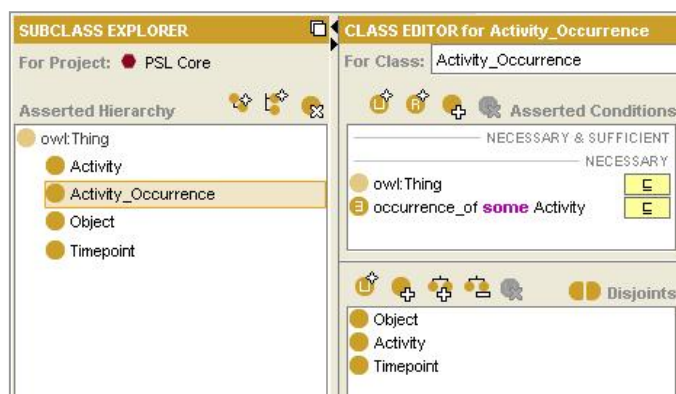 SUBCLASS EXPLORER
For Project: PSL Core
Asserted Hierarchy
owl:Thing
Activity
Activity_Occurrence
Object
Timepoint
CLASS EDITOR for Activity_Occurrence
For Class: Activity_Occurrence
Asserted Conditions
NECESSARY & SUFFICIENT
NECESSARY
owl:Thing ⊑
occurrence_of some Activity ⊑
Disjoints
Object
Activity
Timepoint